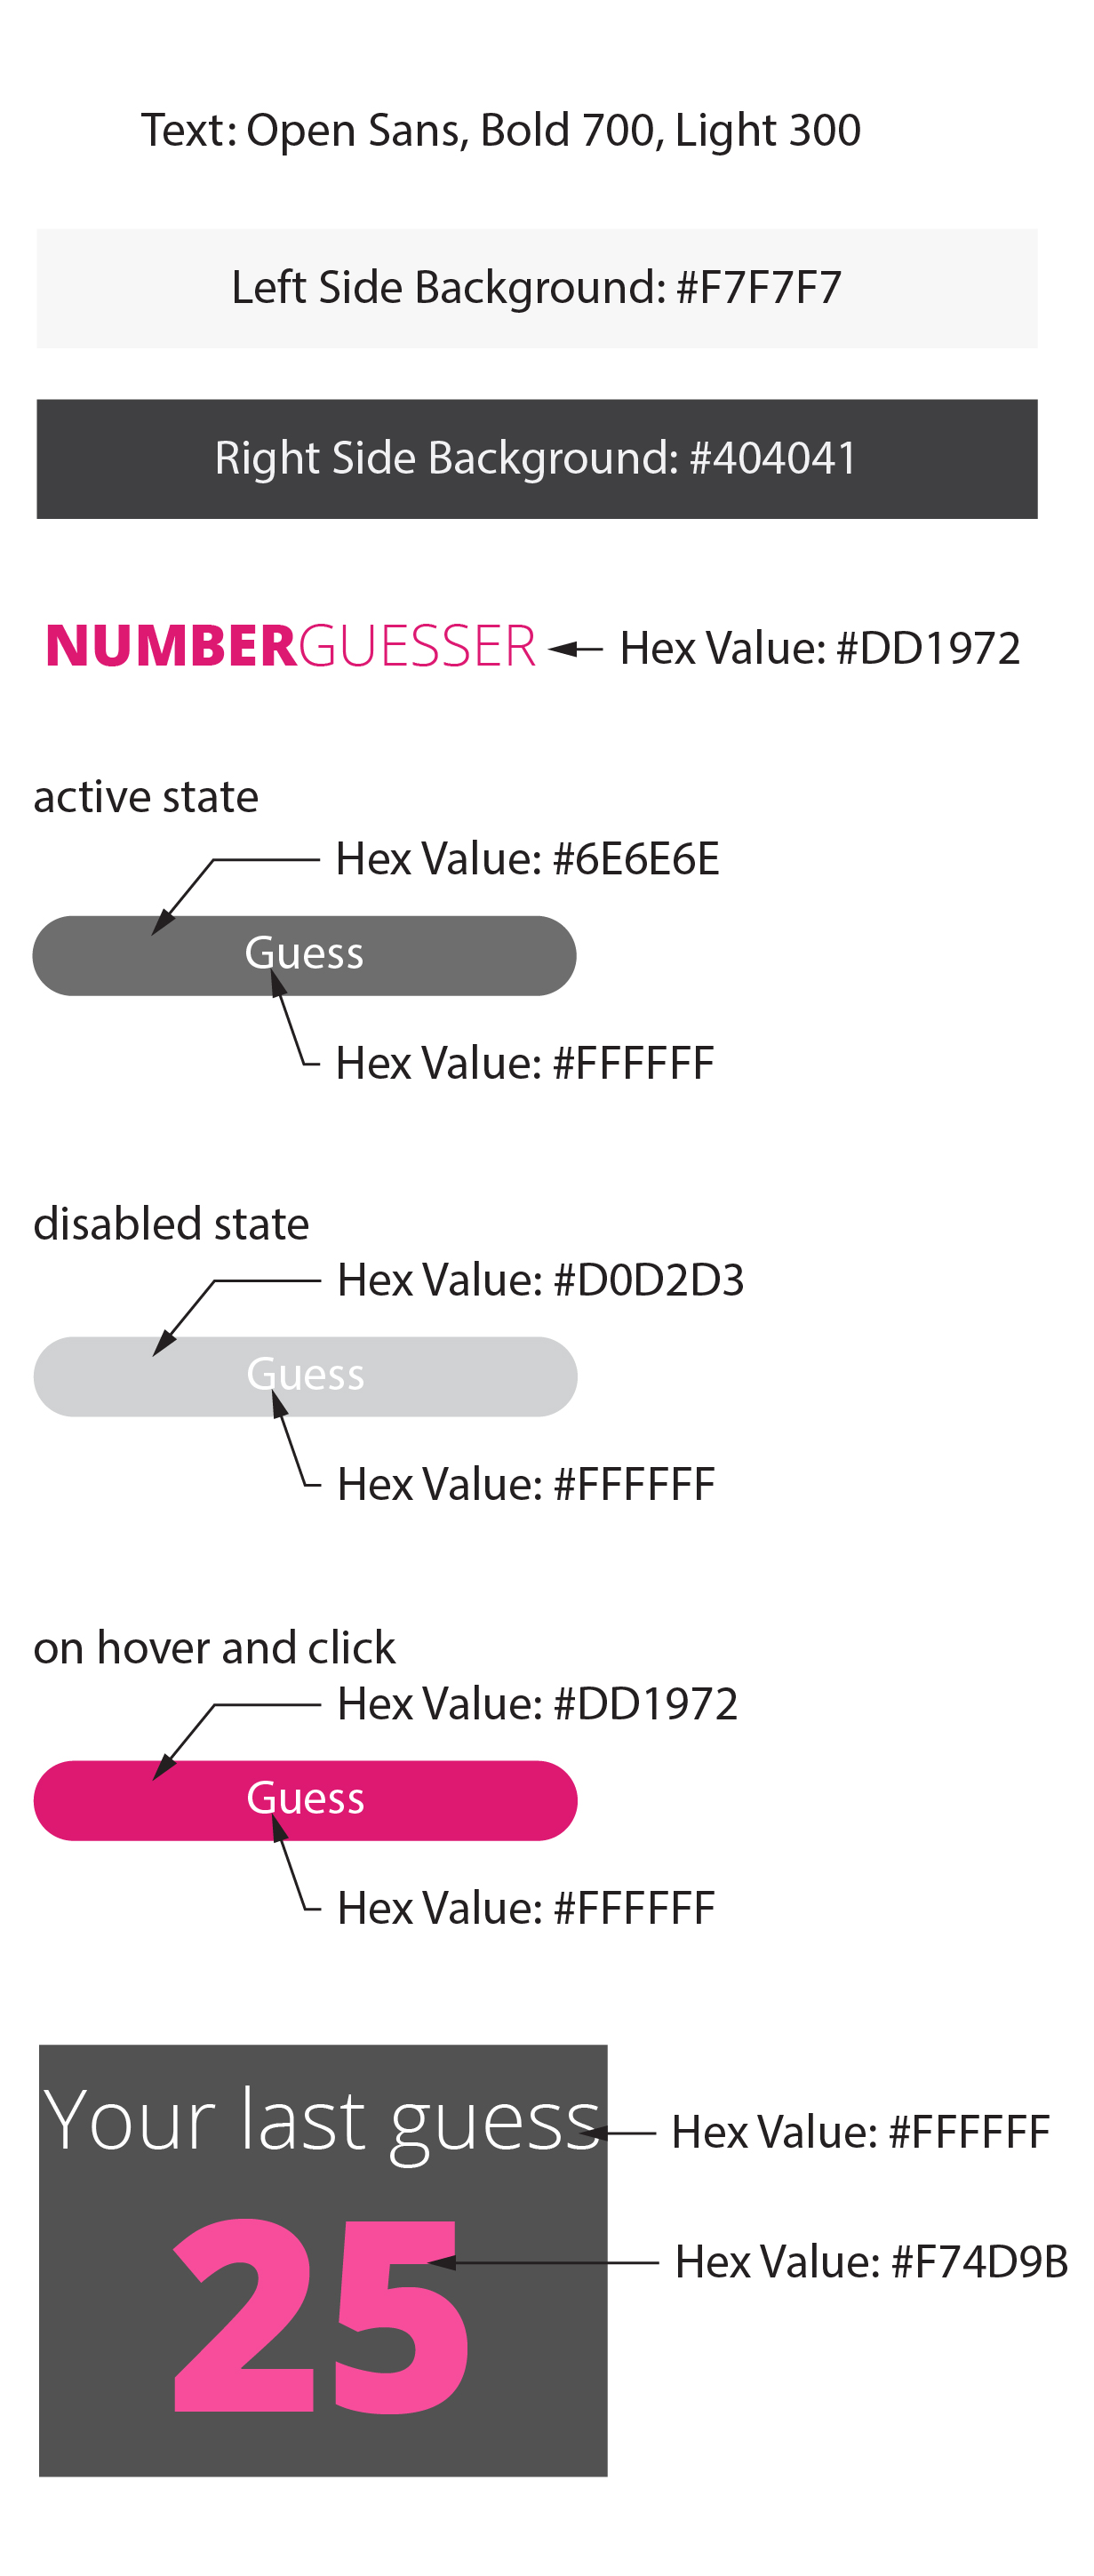 Text: Open Sans, Bold 700, Light 300
Left Side Background: #F7F7F7
Right Side Background: #404041
NUMBERGUESSER
Hex Value: #DD1972
active state
Hex Value: #6E6E6E
Guess
Hex Value: #FFFFFF
disabled state
Hex Value: #D0D2D3
Guess
Hex Value: #FFFFFF
on hover and click
Hex Value: #DD1972
Guess
Hex Value: #FFFFFF
Your last guess
Hex Value: #FFFFFF
25
Hex Value: #F74D9B